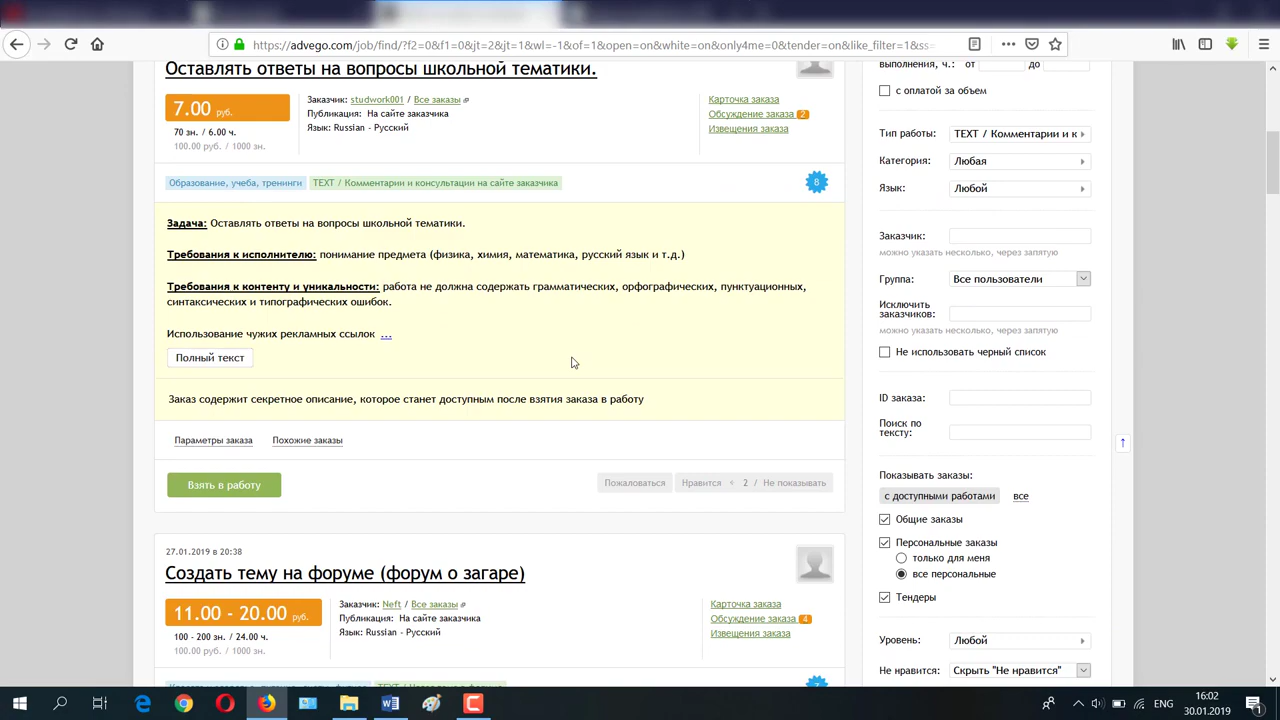 https://advego.com/job/find/?f2=0&f1=0&jt=2&jt=1&wl=-1&of=1&open=on&white=on&only4me=0&tender=on&like_filter=1&ss-
Оставлять ответы на вопросы школьной тематики.
7.00 руб.
70 зн. / 6.00 ч.
100.00 руб. / 1000 зн.
Заказчик: studwork001 / Все заказы
Публикация: На сайте заказчика
Язык: Russian - Русский
Карточка заказа
Обсуждение заказа 2
Извещения заказа
Образование, учеба, тренинги
TEXT / Комментарии и консультации на сайте заказчика
8
Задача: Оставлять ответы на вопросы школьной тематики.
Требования к исполнителю: понимание предмета (физика, химия, математика, русский язык и т.д.)
Требования к контенту и уникальности: работа не должна содержать грамматических, орфографических, пунктуационных,
синтаксических и типографических ошибок.
Использование чужих рекламных ссылок ...
Полный текст
Заказ содержит секретное описание, которое станет доступным после взятия заказа в работу
Параметры заказа
Похожие заказы
Взять в работу
Пожаловаться
Нравится 2 / Не показывать
27.01.2019 в 20:38
Создать тему на форуме (форум о загаре)
11.00 - 20.00 руб.
100 - 200 зн. / 24.00 ч.
100.00 руб. / 1000 зн.
Заказчик: Neft / Все заказы
Публикация: На сайте заказчика
Язык: Russian - Русский
Карточка заказа
Обсуждение заказа 4
Извещения заказа
выполнения, ч.: от до
с оплатой за объем
Тип работы: TEXT / Комментарии и к
Категория: Любая
Язык: Любой
Заказчик:
можно указать несколько, через запятую
Группа: Все пользователи
Исключить
заказчиков:
можно указать несколько, через запятую
Не использовать черный список
ID заказа:
Поиск по
тексту:
Показывать заказы:
с доступными работами все
Общие заказы
Персональные заказы
только для меня
все персональные
Тендеры
Уровень: Любой
Не нравится: Скрыть "Не нравится"
ENG
16:02
30.01.2019
1